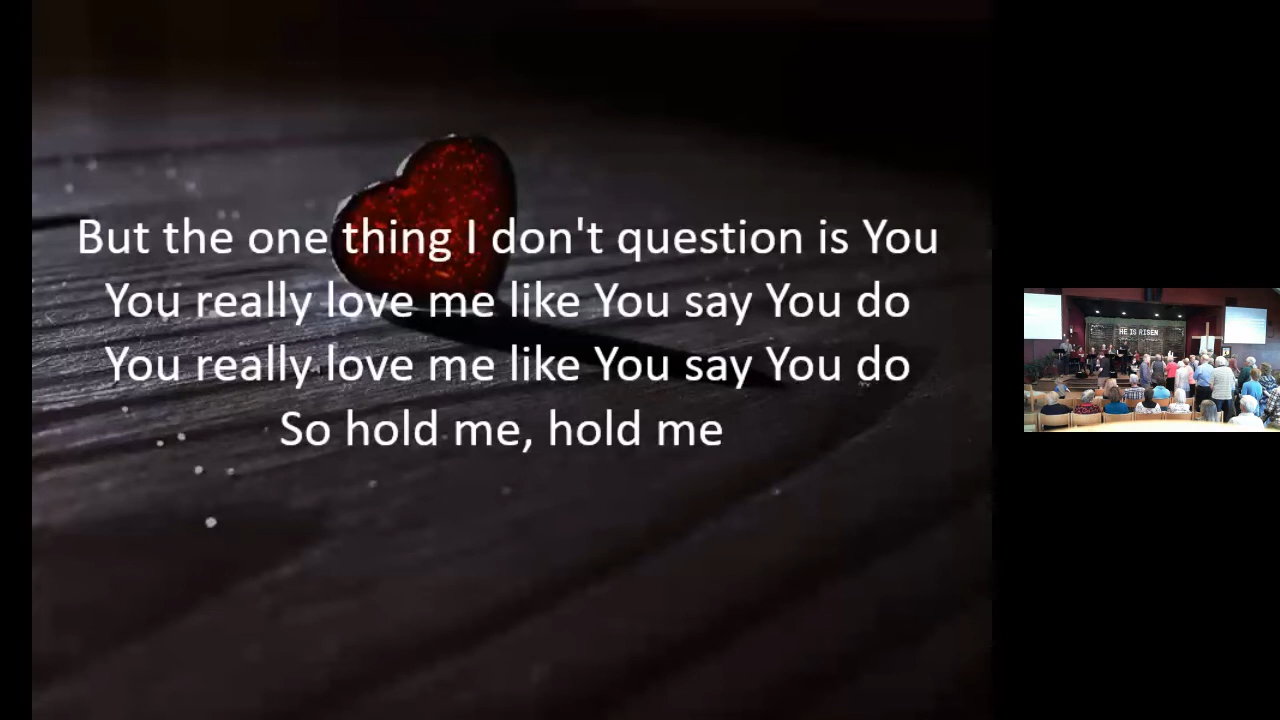 But the one thing I don't question is You
You really love me like You say You do
You really love me like You say You do
So hold me, hold me
HE IS RISEN